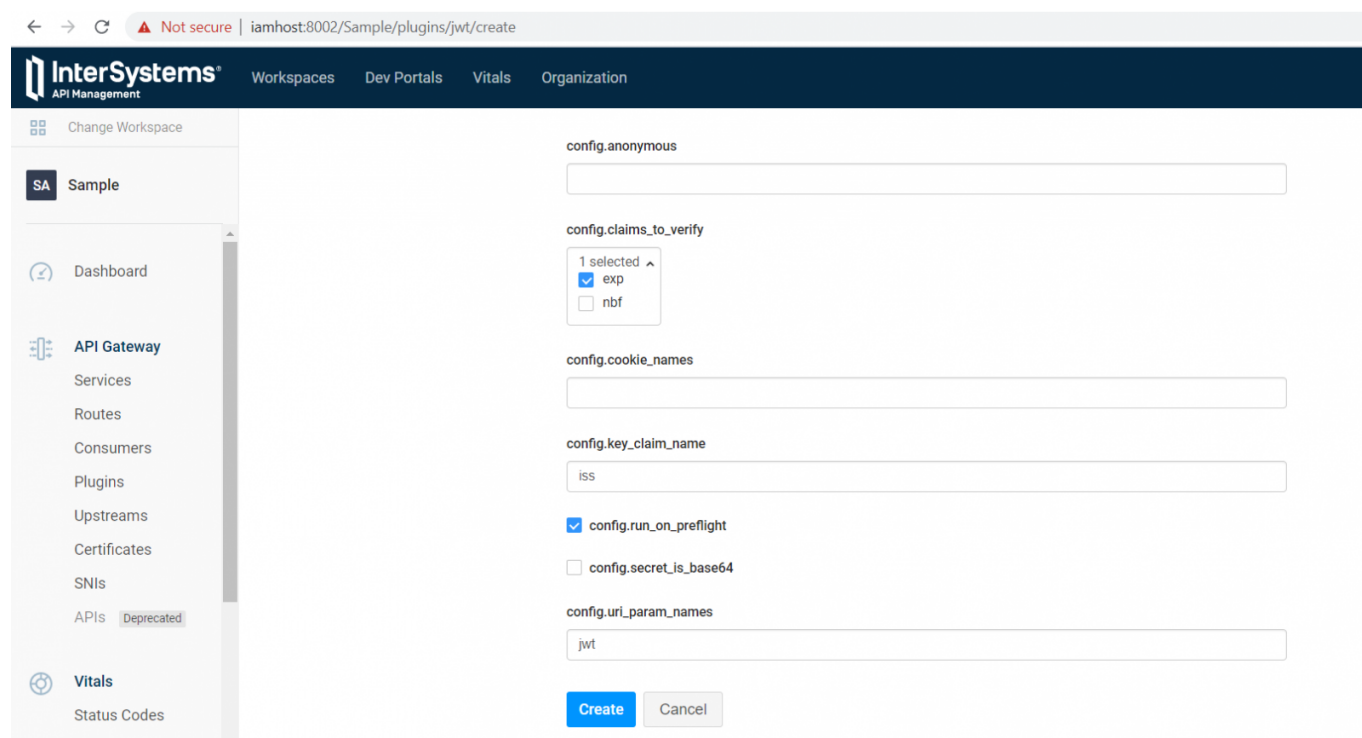 Not secure | iamhost:8002/Sample/plugins/jwt/create
InterSystems®
API Management
Workspaces Dev Portals Vitals Organization
Change Workspace
SA Sample
Dashboard
API Gateway
Services
Routes
Consumers
Plugins
Upstreams
Certificates
SNIs
APIs Deprecated
Vitals
Status Codes
config.anonymous
config.claims_to_verify
1 selected
exp
nbf
config.cookie_names
config.key_claim_name
iss
config.run_on_preflight
config.secret_is_base64
config.uri_param_names
jwt
Create Cancel